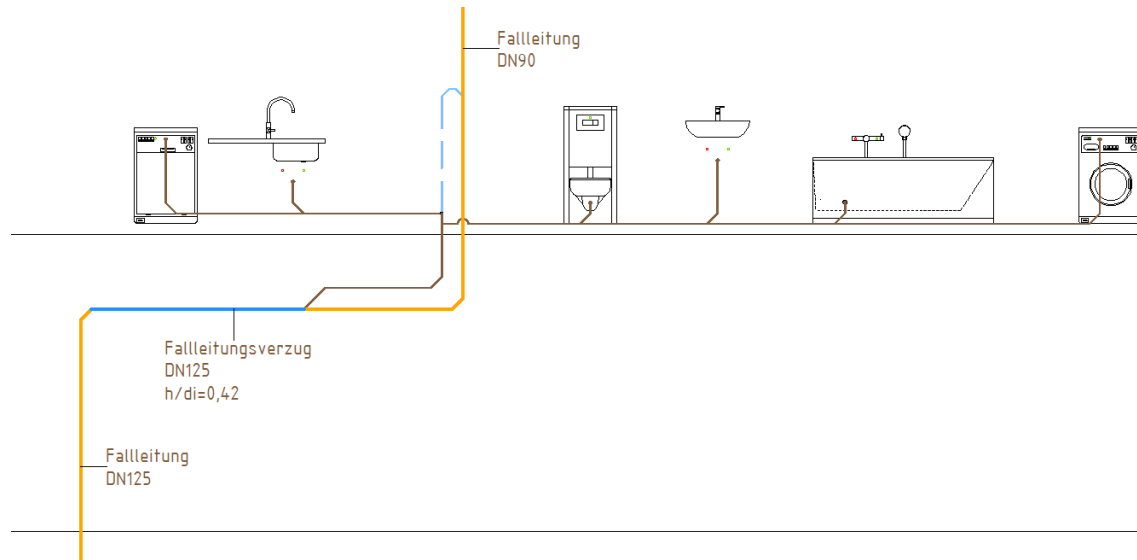 Fallleitung
DN90
Fallleitungsverzug
DN125
h/di=0,42
Fallleitung
DN125